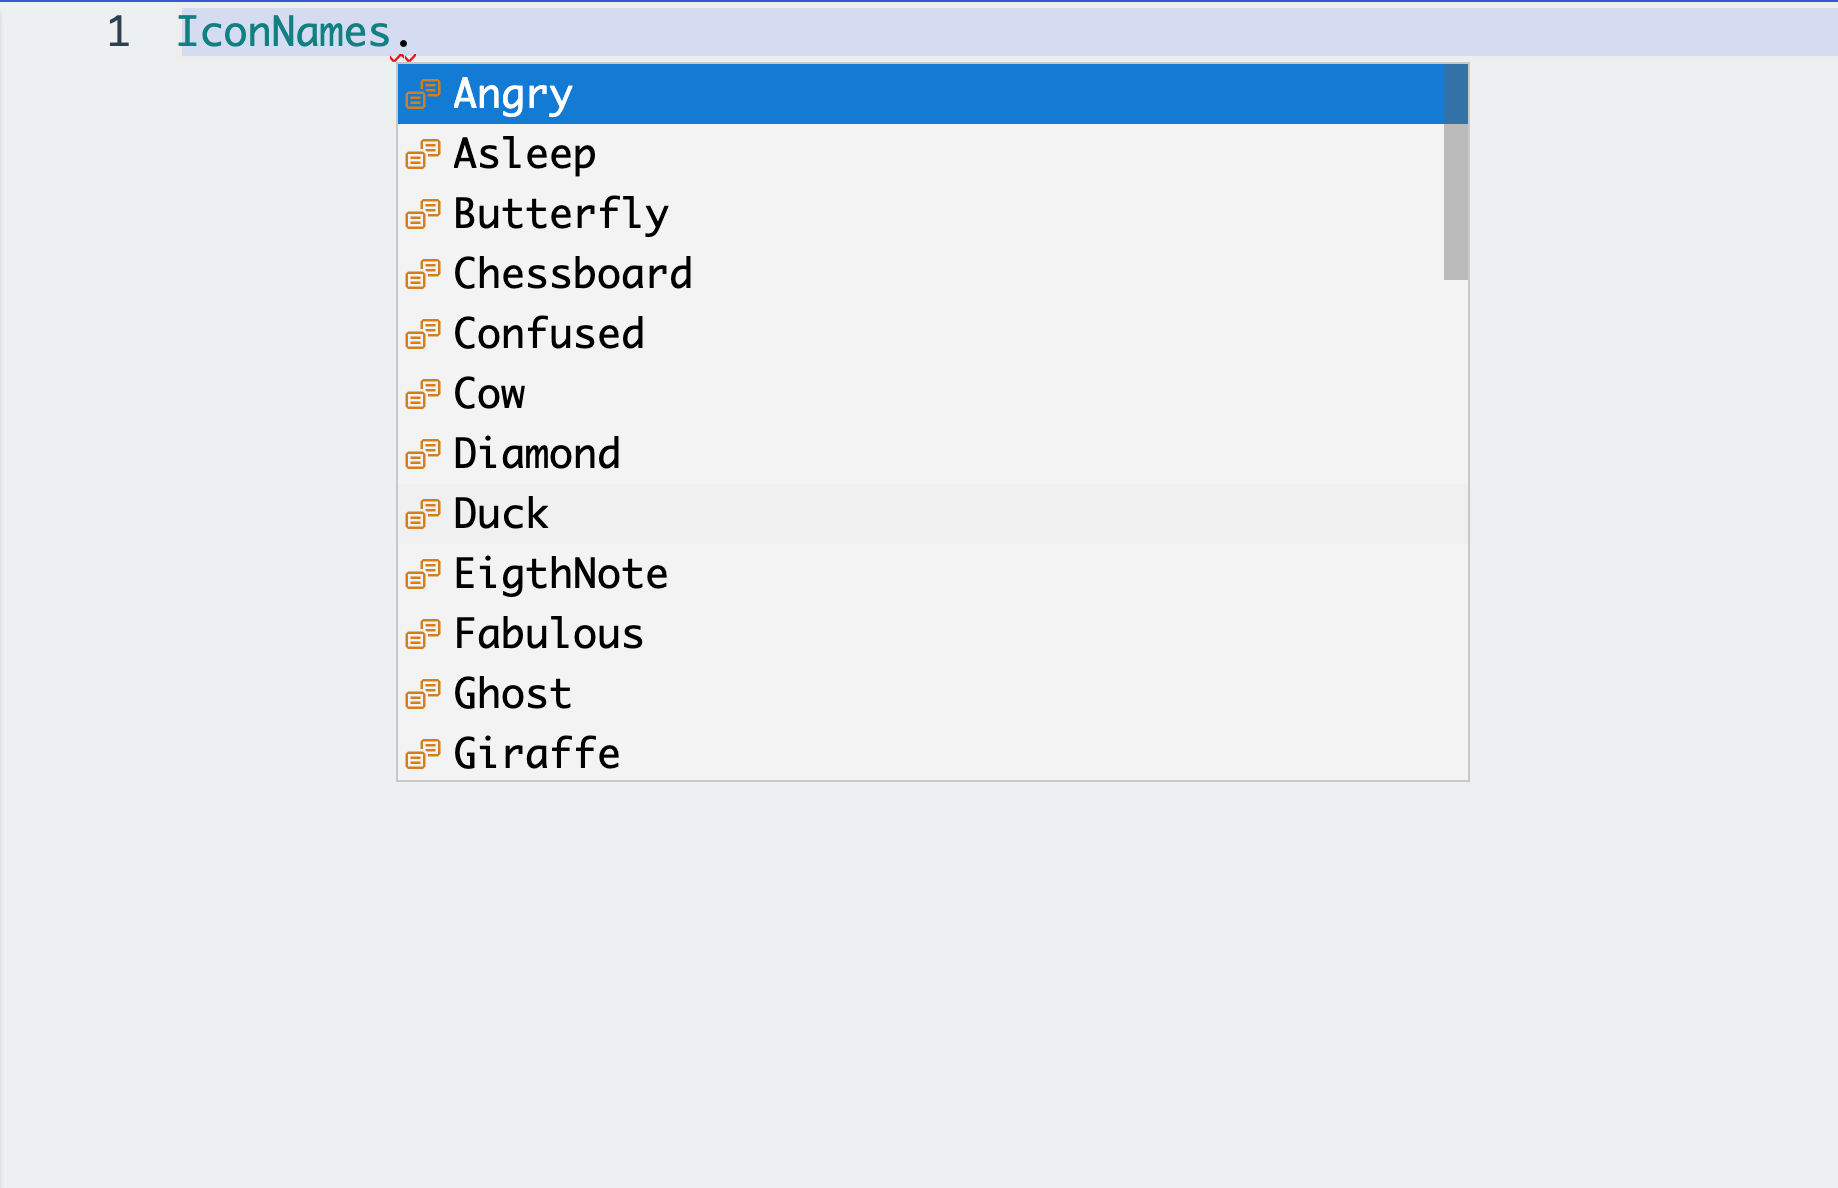 1 IconNames.
Angry
Asleep
Butterfly
Chessboard
Confused
Cow
Diamond
Duck
EigthNote
Fabulous
Ghost
Giraffe